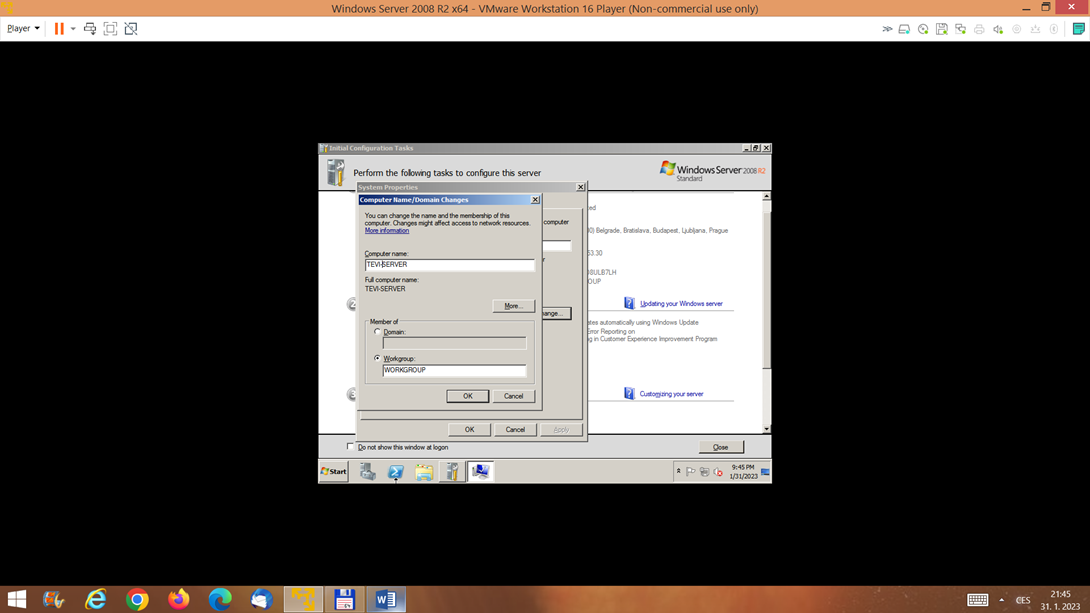 Windows Server 2008 R2 x64 - VMware Workstation 16 Player (Non-commercial use only)
Player
Initial Configuration Tasks
Perform the following tasks to configure this server
Windows Server 2008 R2
Standard
System Properties
Computer Name/Domain Changes
You can change the name and the membership of this
computer. Changes might affect access to network resources.
More information
Computer name:
TEVI-SERVER
Full computer name:
TEVI-SERVER
More...
Member of
Domain:
Workgroup:
WORKGROUP
OK
Cancel
computer
ange...
OK
Cancel
Apply
ted
0) Belgrade, Bratislava, Budapest, Ljubljana, Prague
53.30
38ULB7LH
OUP
Updating your Windows server
ates automatically using Windows Update
Error Reporting on
ng in Customer Experience Improvement Program
Customizing your server
Do not show this window at logon
Close
Start
9:45 PM
1/31/2023
CES
21:45
31. 1. 2023